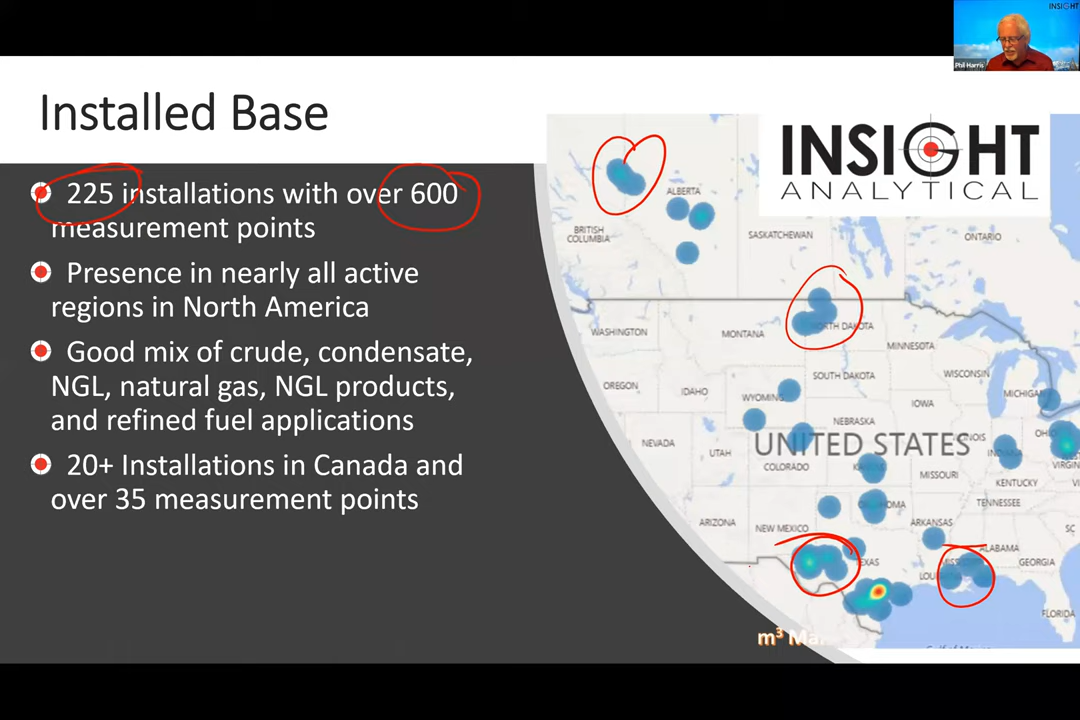 INSIGHT
Phil Harris
Installed Base
225 installations with over 600
measurement points
Presence in nearly all active
regions in North America
Good mix of crude, condensate,
NGL, natural gas, NGL products,
and refined fuel applications
20+ Installations in Canada and
over 35 measurement points
INSIGHT
ANALYTICAL
ALBERTA
BRITISH
COLUMBIA
SASKATCHEWAN
ONTARIO
WASHINGTON
MONTANA
NORTH DAKOTA
MINNESOTA
OREGON
IDAHO
SOUTH DAKOTA
WISCONSIN
MICHIGAN
WYOMING
IOWA
NEBRASKA
NEVADA
UTAH
UNITED STATES
COLORADO
MISSOURI
KENTUCKY
TENNESSEE
ARIZONA
NEW MEXICO
ARKANSAS
SC
ALABAMA
GEORGIA
FLORIDA
m³